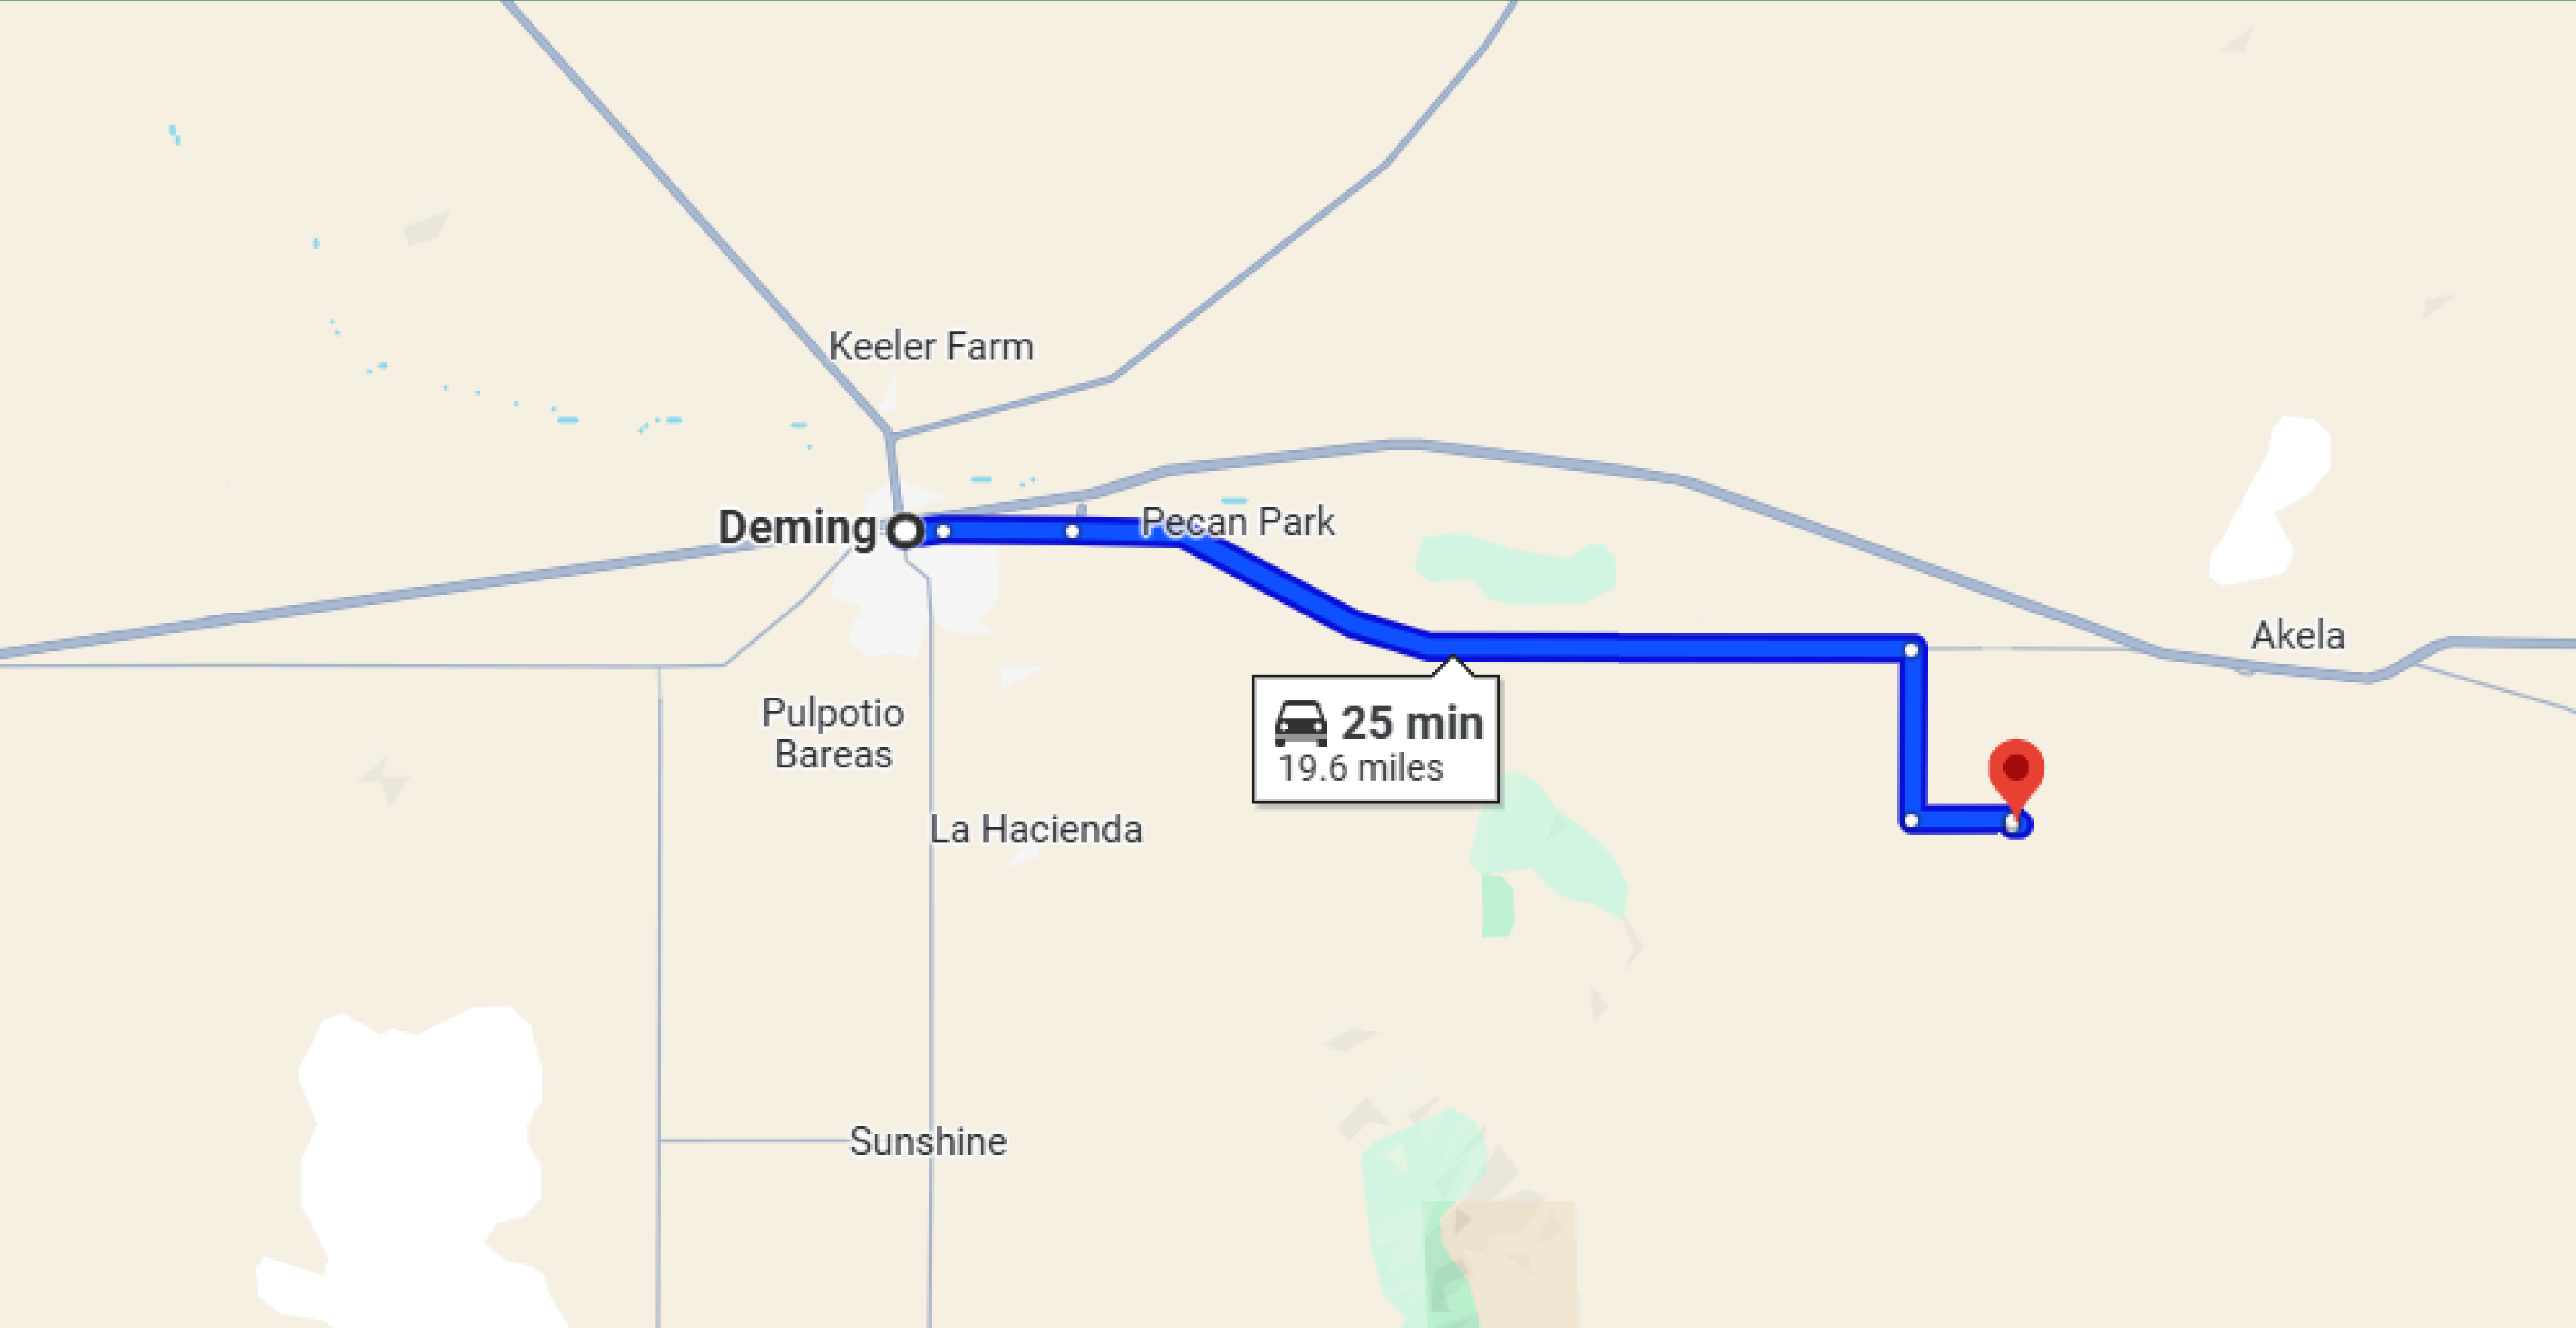 Keeler Farm
Deming
Pecan Park
Akela
Pulpotio
Bareas
25 min
19.6 miles
La Hacienda
Sunshine